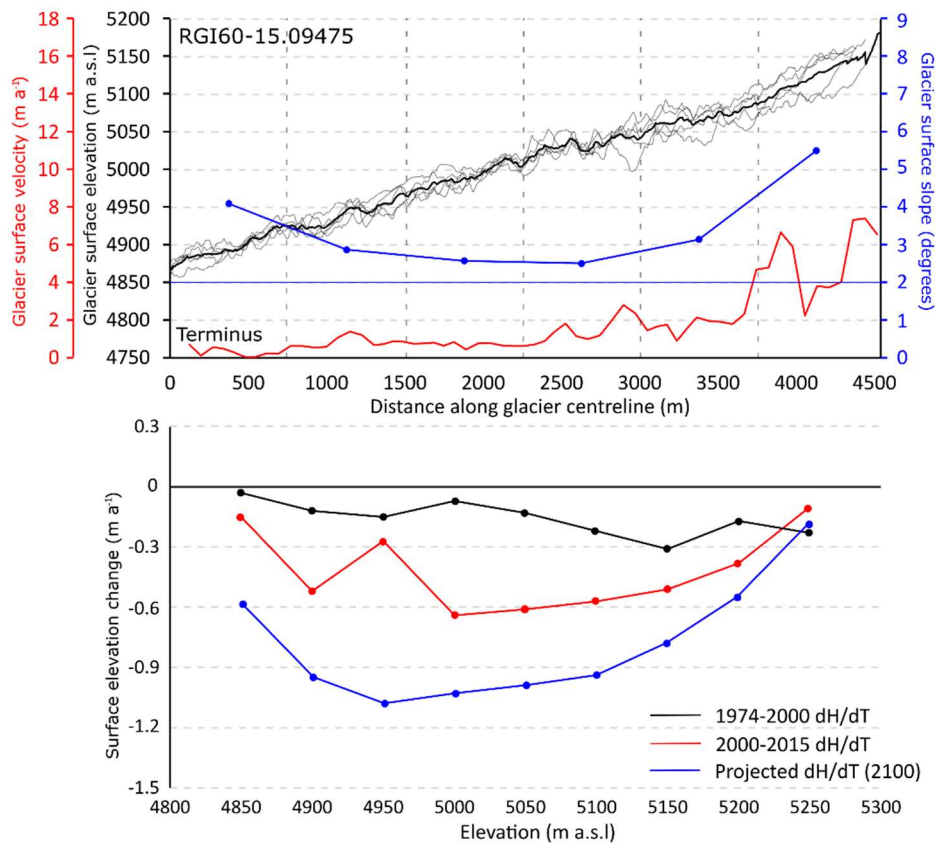 RGI60-15.09475
Terminus
Glacier surface velocity (m a⁻¹)
18
16
14
12
10
8
6
4
2
0
Glacier surface elevation (m a.s.l)
5200
5150
5100
5050
5000
4950
4900
4850
4800
4750
Glacier surface slope (degrees)
9
8
7
6
5
4
3
2
1
0
0 500 1000 1500 2000 2500 3000 3500 4000 4500
Distance along glacier centreline (m)
Surface elevation change (m a⁻¹)
0.3
0
-0.3
-0.6
-0.9
-1.2
-1.5
1974-2000 dH/dT
2000-2015 dH/dT
Projected dH/dT (2100)
4800 4850 4900 4950 5000 5050 5100 5150 5200 5250 5300
Elevation (m a.s.l)